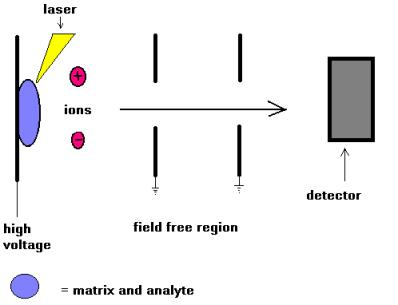 laser
+
ions
−
high
voltage
field free region
detector
= matrix and analyte